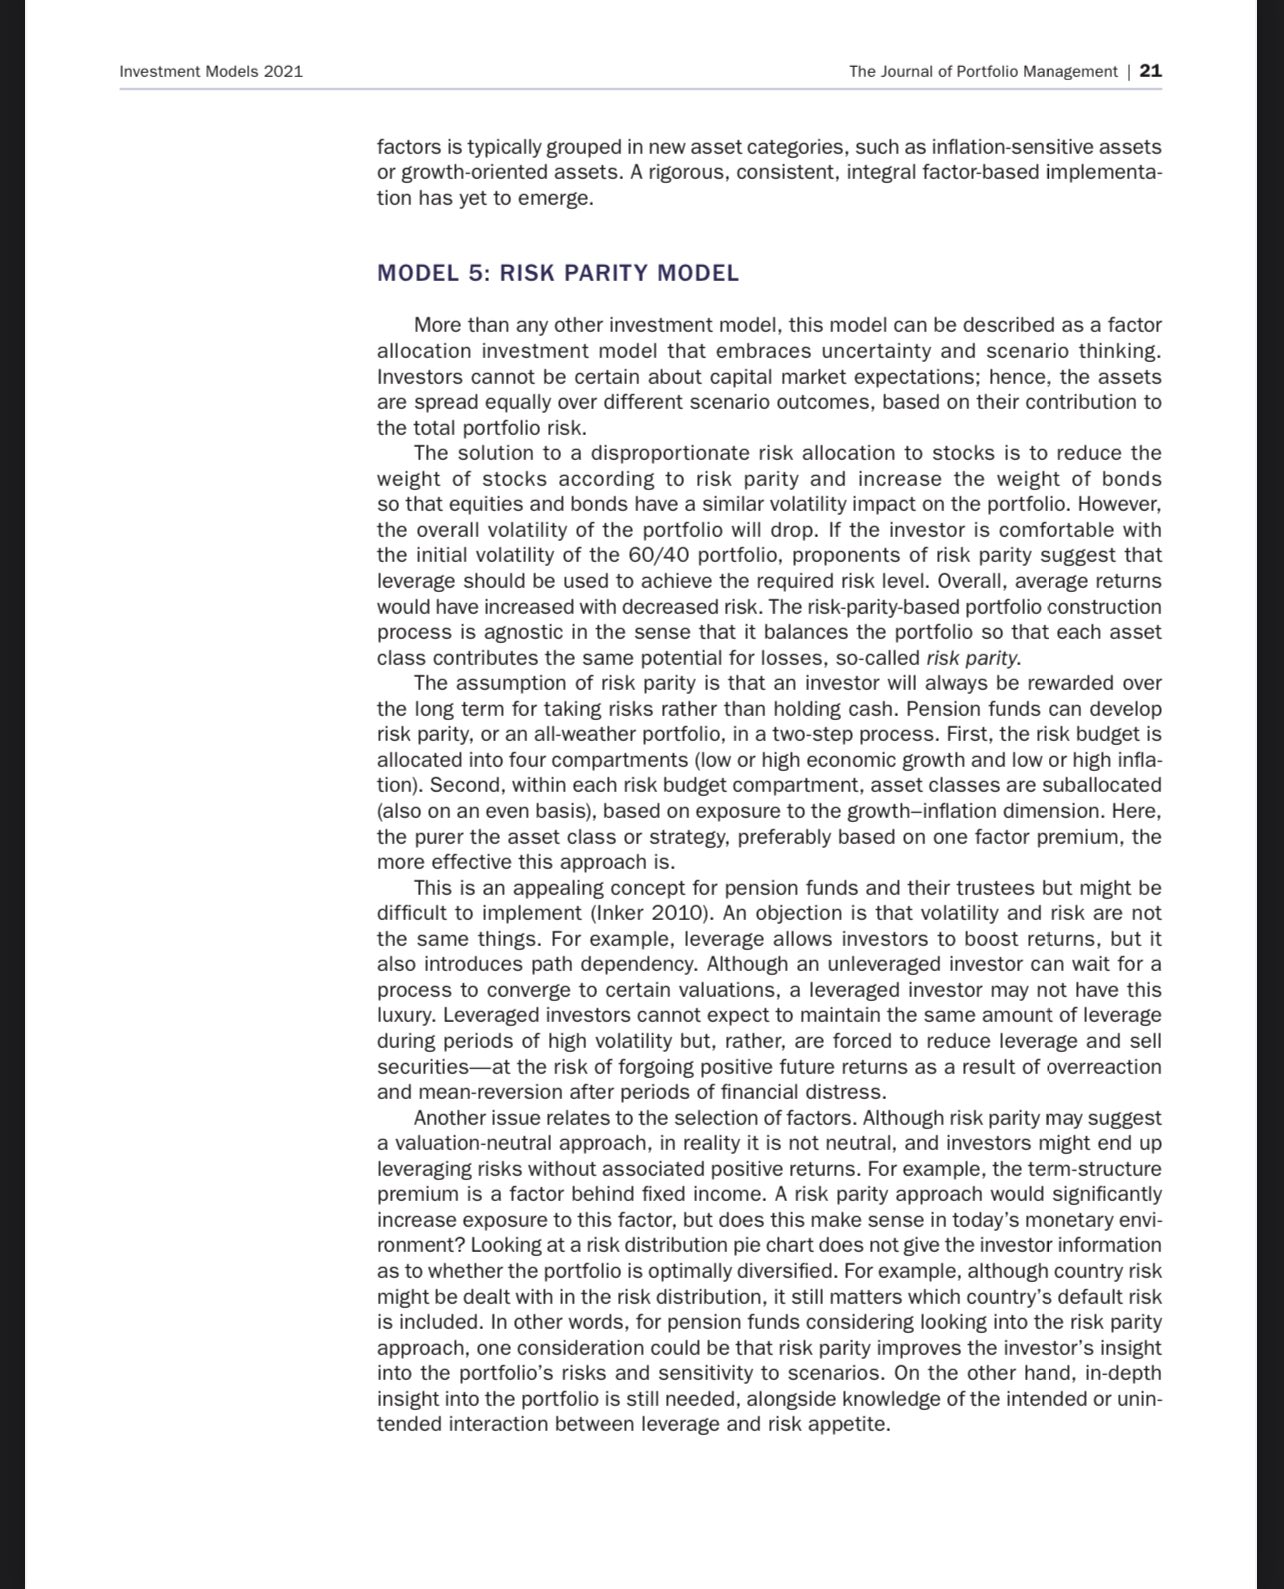 Investment Models 2021
The Journal of Portfolio Management | 21
factors is typically grouped in new asset categories, such as inflation-sensitive assets
or growth-oriented assets. A rigorous, consistent, integral factor-based implementa-
tion has yet to emerge.
MODEL 5: RISK PARITY MODEL
More than any other investment model, this model can be described as a factor
allocation investment model that embraces uncertainty and scenario thinking.
Investors cannot be certain about capital market expectations; hence, the assets
are spread equally over different scenario outcomes, based on their contribution to
the total portfolio risk.
The solution to a disproportionate risk allocation to stocks is to reduce the
weight of stocks according to risk parity and increase the weight of bonds
so that equities and bonds have a similar volatility impact on the portfolio. However,
the overall volatility of the portfolio will drop. If the investor is comfortable with
the initial volatility of the 60/40 portfolio, proponents of risk parity suggest that
leverage should be used to achieve the required risk level. Overall, average returns
would have increased with decreased risk. The risk-parity-based portfolio construction
process is agnostic in the sense that it balances the portfolio so that each asset
class contributes the same potential for losses, so-called risk parity.
The assumption of risk parity is that an investor will always be rewarded over
the long term for taking risks rather than holding cash. Pension funds can develop
risk parity, or an all-weather portfolio, in a two-step process. First, the risk budget is
allocated into four compartments (low or high economic growth and low or high infla-
tion). Second, within each risk budget compartment, asset classes are suballocated
(also on an even basis), based on exposure to the growth–inflation dimension. Here,
the purer the asset class or strategy, preferably based on one factor premium, the
more effective this approach is.
This is an appealing concept for pension funds and their trustees but might be
difficult to implement (Inker 2010). An objection is that volatility and risk are not
the same things. For example, leverage allows investors to boost returns, but it
also introduces path dependency. Although an unleveraged investor can wait for a
process to converge to certain valuations, a leveraged investor may not have this
luxury. Leveraged investors cannot expect to maintain the same amount of leverage
during periods of high volatility but, rather, are forced to reduce leverage and sell
securities—at the risk of forgoing positive future returns as a result of overreaction
and mean-reversion after periods of financial distress.
Another issue relates to the selection of factors. Although risk parity may suggest
a valuation-neutral approach, in reality it is not neutral, and investors might end up
leveraging risks without associated positive returns. For example, the term-structure
premium is a factor behind fixed income. A risk parity approach would significantly
increase exposure to this factor, but does this make sense in today's monetary envi-
ronment? Looking at a risk distribution pie chart does not give the investor information
as to whether the portfolio is optimally diversified. For example, although country risk
might be dealt with in the risk distribution, it still matters which country's default risk
is included. In other words, for pension funds considering looking into the risk parity
approach, one consideration could be that risk parity improves the investor's insight
into the portfolio's risks and sensitivity to scenarios. On the other hand, in-depth
insight into the portfolio is still needed, alongside knowledge of the intended or unin-
tended interaction between leverage and risk appetite.